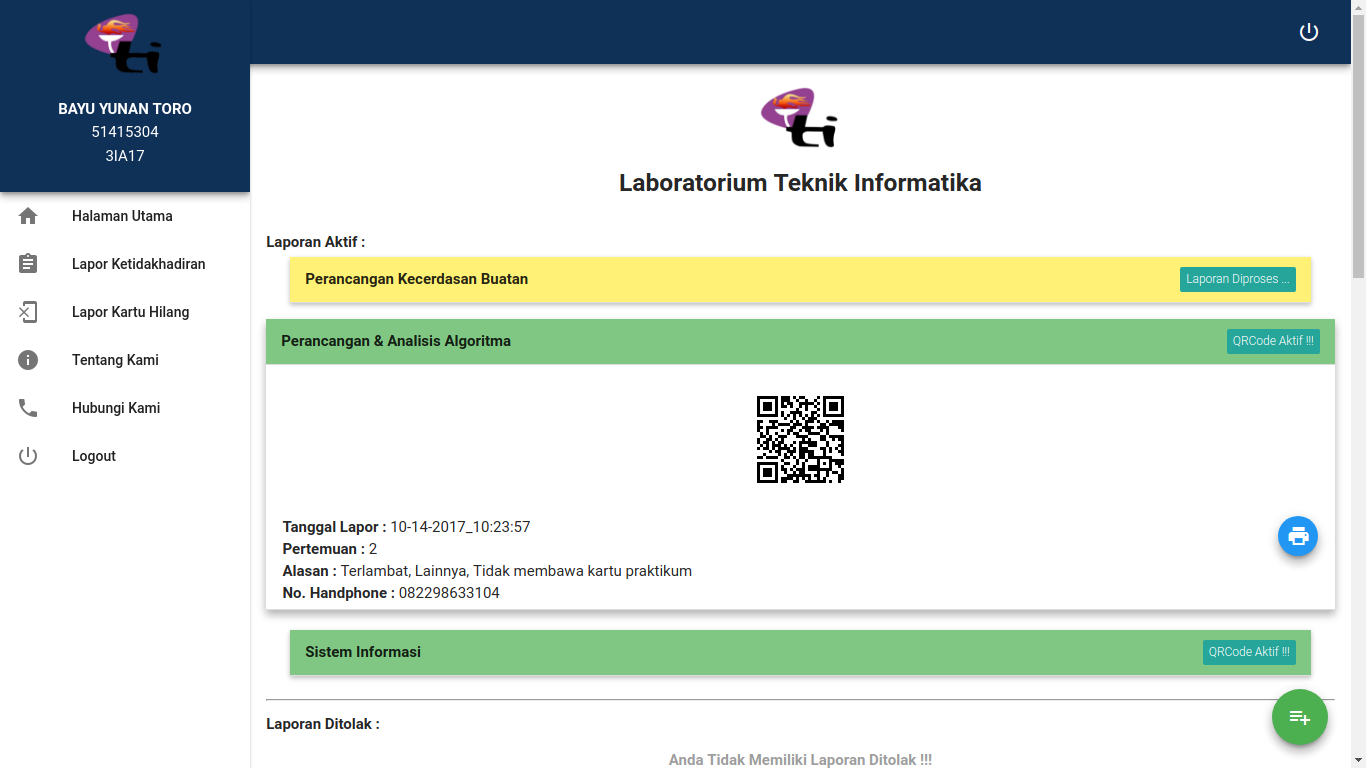 ti
BAYU YUNAN TORO
51415304
3IA17
Halaman Utama
Lapor Ketidakhadiran
Lapor Kartu Hilang
Tentang Kami
Hubungi Kami
Logout
ti
Laboratorium Teknik Informatika
Laporan Aktif :
Perancangan Kecerdasan Buatan
Laporan Diproses ...
Perancangan & Analisis Algoritma
QRCode Aktif !!!
Tanggal Lapor : 10-14-2017_10:23:57
Pertemuan : 2
Alasan : Terlambat, Lainnya, Tidak membawa kartu praktikum
No. Handphone : 082298633104
Sistem Informasi
QRCode Aktif !!!
Laporan Ditolak :
Anda Tidak Memiliki Laporan Ditolak !!!